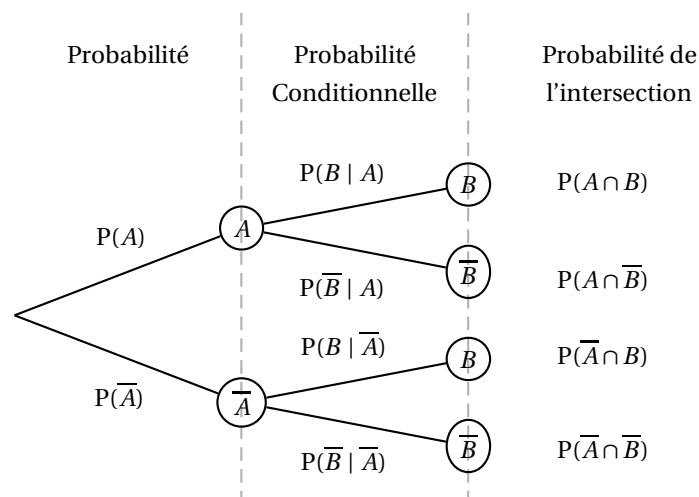 Probabilité
Probabilité
Conditionnelle
Probabilité de
l'intersection
P(A)
A
P(B | A)
B
P(A ∩ B)
P(B̅ | A)
B̅
P(A ∩ B̅)
P(A̅)
A̅
P(B | A̅)
B
P(A̅ ∩ B)
P(B̅ | A̅)
B̅
P(A̅ ∩ B̅)